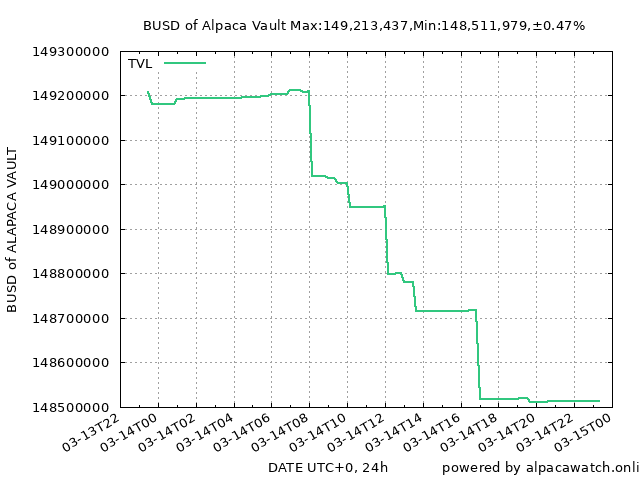 BUSD of Alpaca Vault Max:149,213,437,Min:148,511,979,±0.47%
TVL
149300000
149200000
149100000
149000000
148900000
148800000
148700000
148600000
148500000
BUSD of ALAPACA VAULT
03-13T22
03-14T00
03-14T02
03-14T04
03-14T06
03-14T08
03-14T10
03-14T12
03-14T14
03-14T16
03-14T18
03-14T20
03-14T22
03-15T00
DATE UTC+0, 24h
powered by alpacawatch.onli